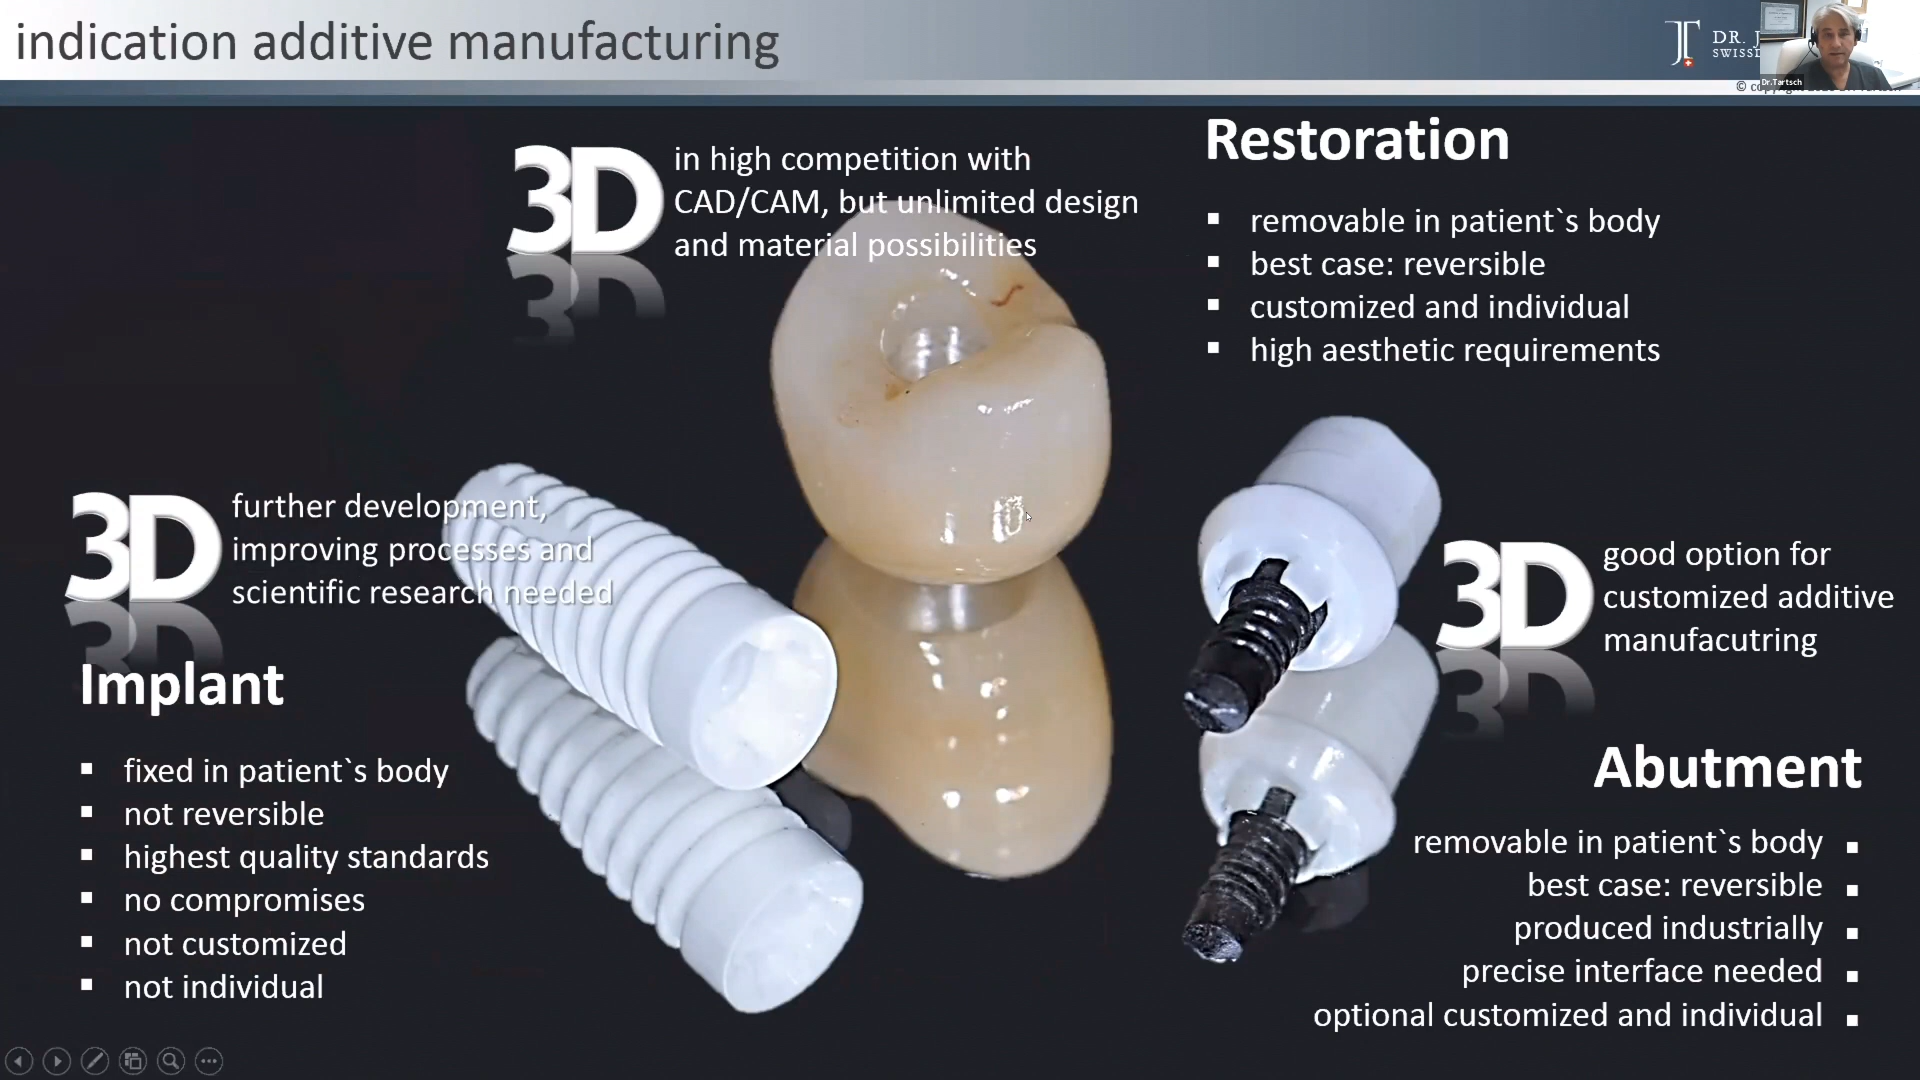 indication additive manufacturing
DR. J
SWISSD
Dr.Tartsch
3D
in high competition with
CAD/CAM, but unlimited design
and material possibilities
Restoration
▪ removable in patient`s body
▪ best case: reversible
▪ customized and individual
▪ high aesthetic requirements
3D
further development,
improving processes and
scientific research needed
Implant
▪ fixed in patient`s body
▪ not reversible
▪ highest quality standards
▪ no compromises
▪ not customized
▪ not individual
3D
good option for
customized additive
manufacutring
Abutment
removable in patient`s body ▪
best case: reversible ▪
produced industrially ▪
precise interface needed ▪
optional customized and individual ▪